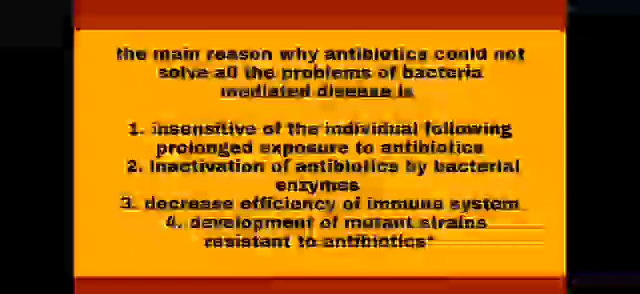 the main reason why antibiotics could not
solve all the problems of bacteria
mediated disease is
1. insensitive of the individual following
prolonged exposure to antibiotics
2. inactivation of antibiotics by bacterial
enzymes
3. decrease efficiency of immune system
4. development of mutant strains
resistant to antibiotics*